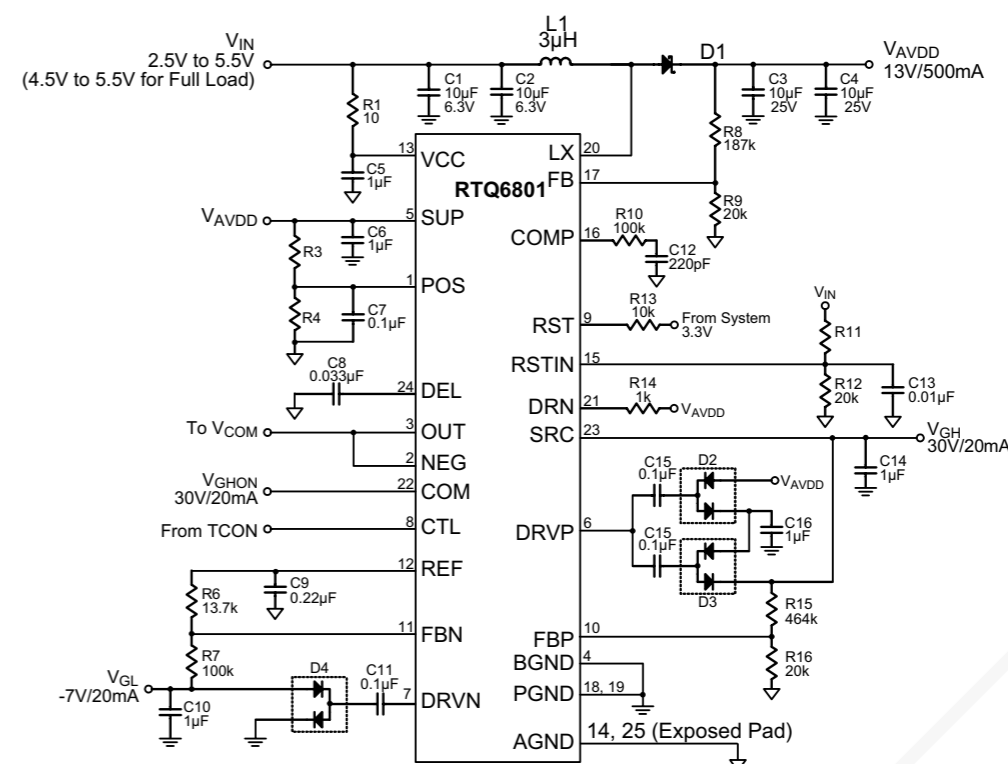 L1
3µH
D1
VIN
2.5V to 5.5V
(4.5V to 5.5V for Full Load)
VAVDD
13V/500mA
C1
10µF
6.3V
C2
10µF
6.3V
C3
10µF
25V
C4
10µF
25V
R1
10
R8
187k
13
VCC
LX
20
C5
1µF
RTQ6801
FB
17
R9
20k
VAVDD
5
SUP
R10
100k
COMP
16
C6
1µF
C12
220pF
R3
1
POS
R4
C7
0.1µF
R13
10k
VIN
RST
9
From System
3.3V
R11
RSTIN
15
C8
0.033µF
24
DEL
R14
1k
R12
20k
C13
0.01µF
DRN
21
VAVDD
To VCOM
3
OUT
SRC
23
VGH
30V/20mA
2
NEG
C14
1µF
VGHON
30V/20mA
22
COM
C15
0.1µF
D2
VAVDD
From TCON
8
CTL
DRVP
6
C15
0.1µF
C16
1µF
12
REF
D3
R6
13.7k
C9
0.22µF
R15
464k
11
FBN
FBP
10
R7
100k
R16
20k
BGND
4
VGL
-7V/20mA
D4
C11
0.1µF
7
DRVN
PGND
18, 19
C10
1µF
AGND
14, 25 (Exposed Pad)